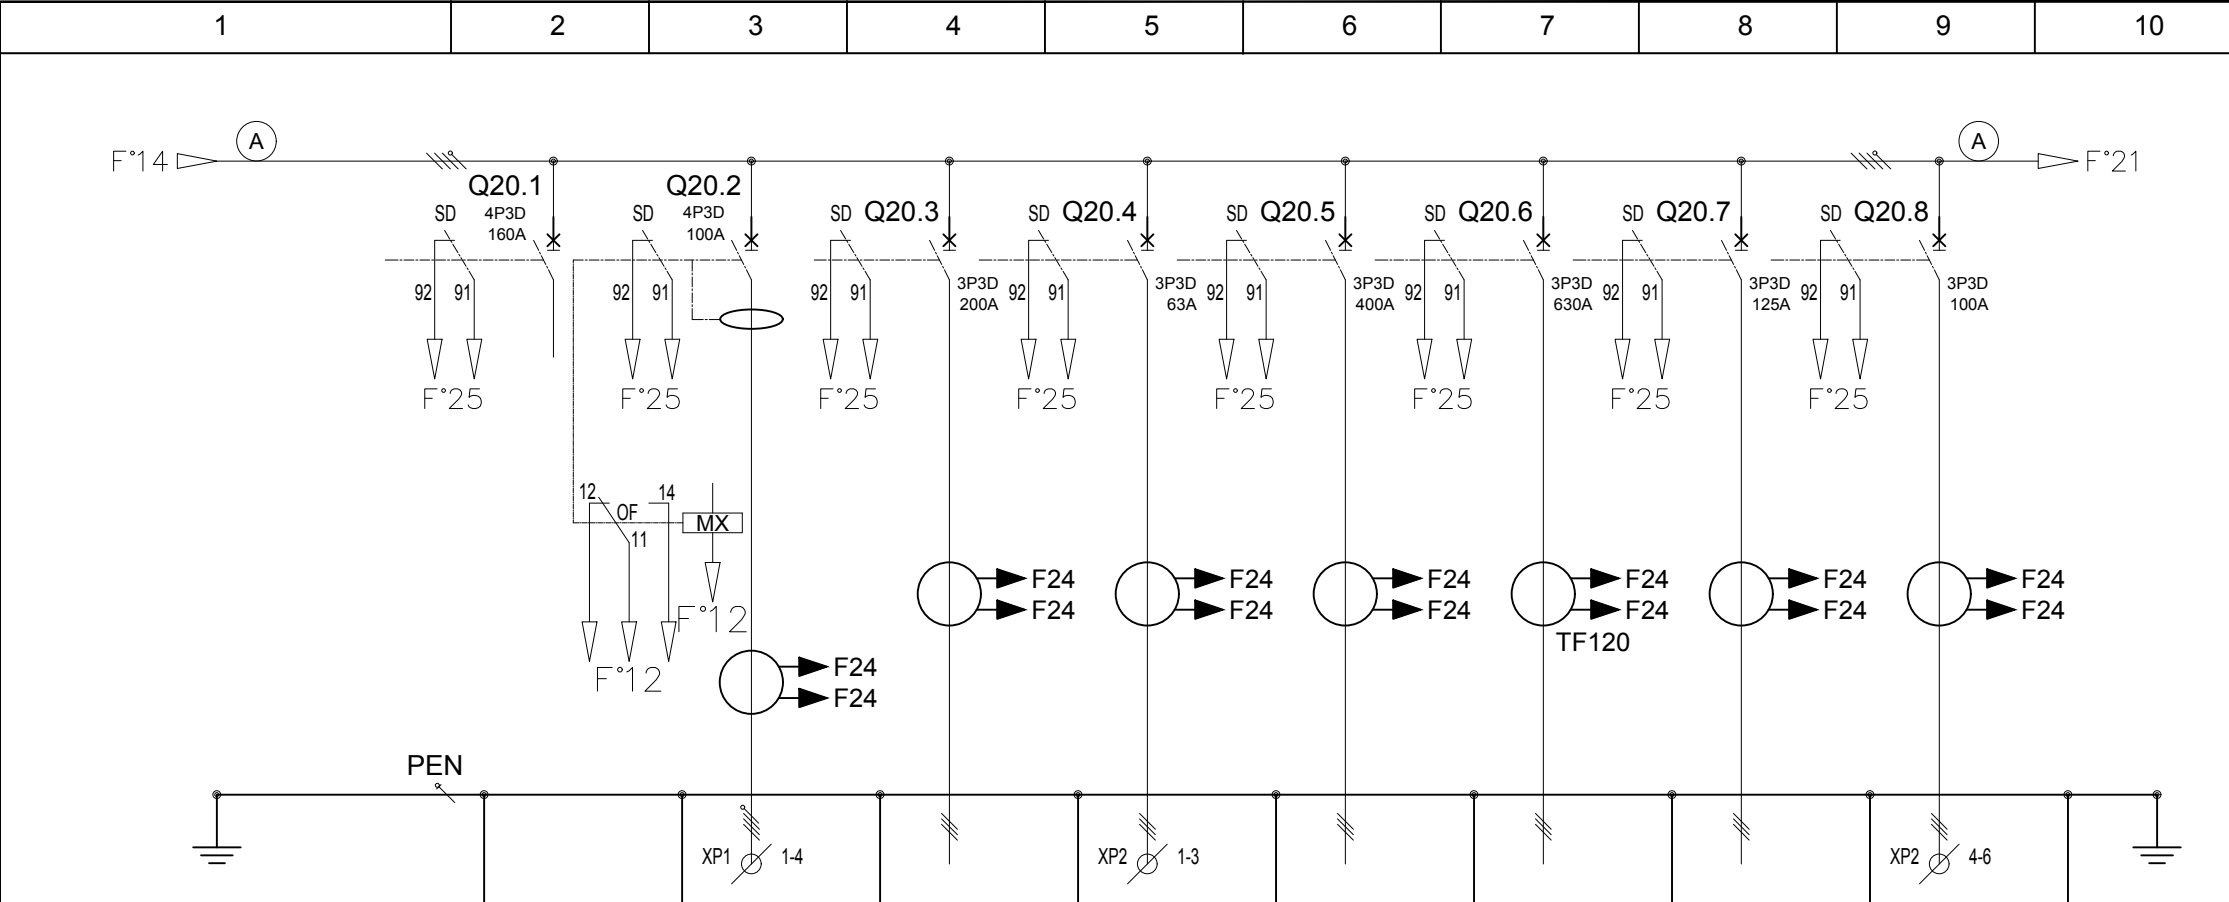 1 2 3 4 5 6 7 8 9 10
A A
F°14 F°21
Q20.1 Q20.2
SD 4P3D SD 4P3D SD Q20.3 SD Q20.4 SD Q20.5 SD Q20.6 SD Q20.7 SD Q20.8
160A 100A
3P3D 3P3D 3P3D 3P3D 3P3D 3P3D
92 91 92 91 92 91 92 91 92 91 92 91 92 91 92 91
200A 63A 400A 630A 125A 100A
F°25 F°25 F°25 F°25 F°25 F°25 F°25 F°25
12 14
OF MX
11
F24 F24 F24 F24 F24 F24
F24 F24 F24 F24 F24 F24
F°12
TF120
F24
F°12
F24
PEN
XP1 1-4 XP2 1-3 XP2 4-6